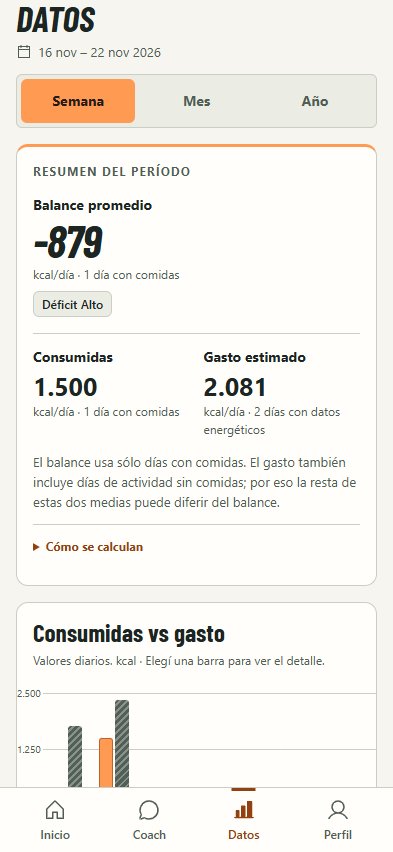 DATOS
16 nov – 22 nov 2026
Semana Mes Año
RESUMEN DEL PERÍODO
Balance promedio
-879
kcal/día · 1 día con comidas
Déficit Alto
Consumidas
1.500
kcal/día · 1 día con comidas
Gasto estimado
2.081
kcal/día · 2 días con datos
energéticos
El balance usa sólo días con comidas. El gasto también
incluye días de actividad sin comidas; por eso la resta de
estas dos medias puede diferir del balance.
Cómo se calculan
Consumidas vs gasto
Valores diarios. kcal · Elegí una barra para ver el detalle.
2.500
1.250
Inicio Coach Datos Perfil